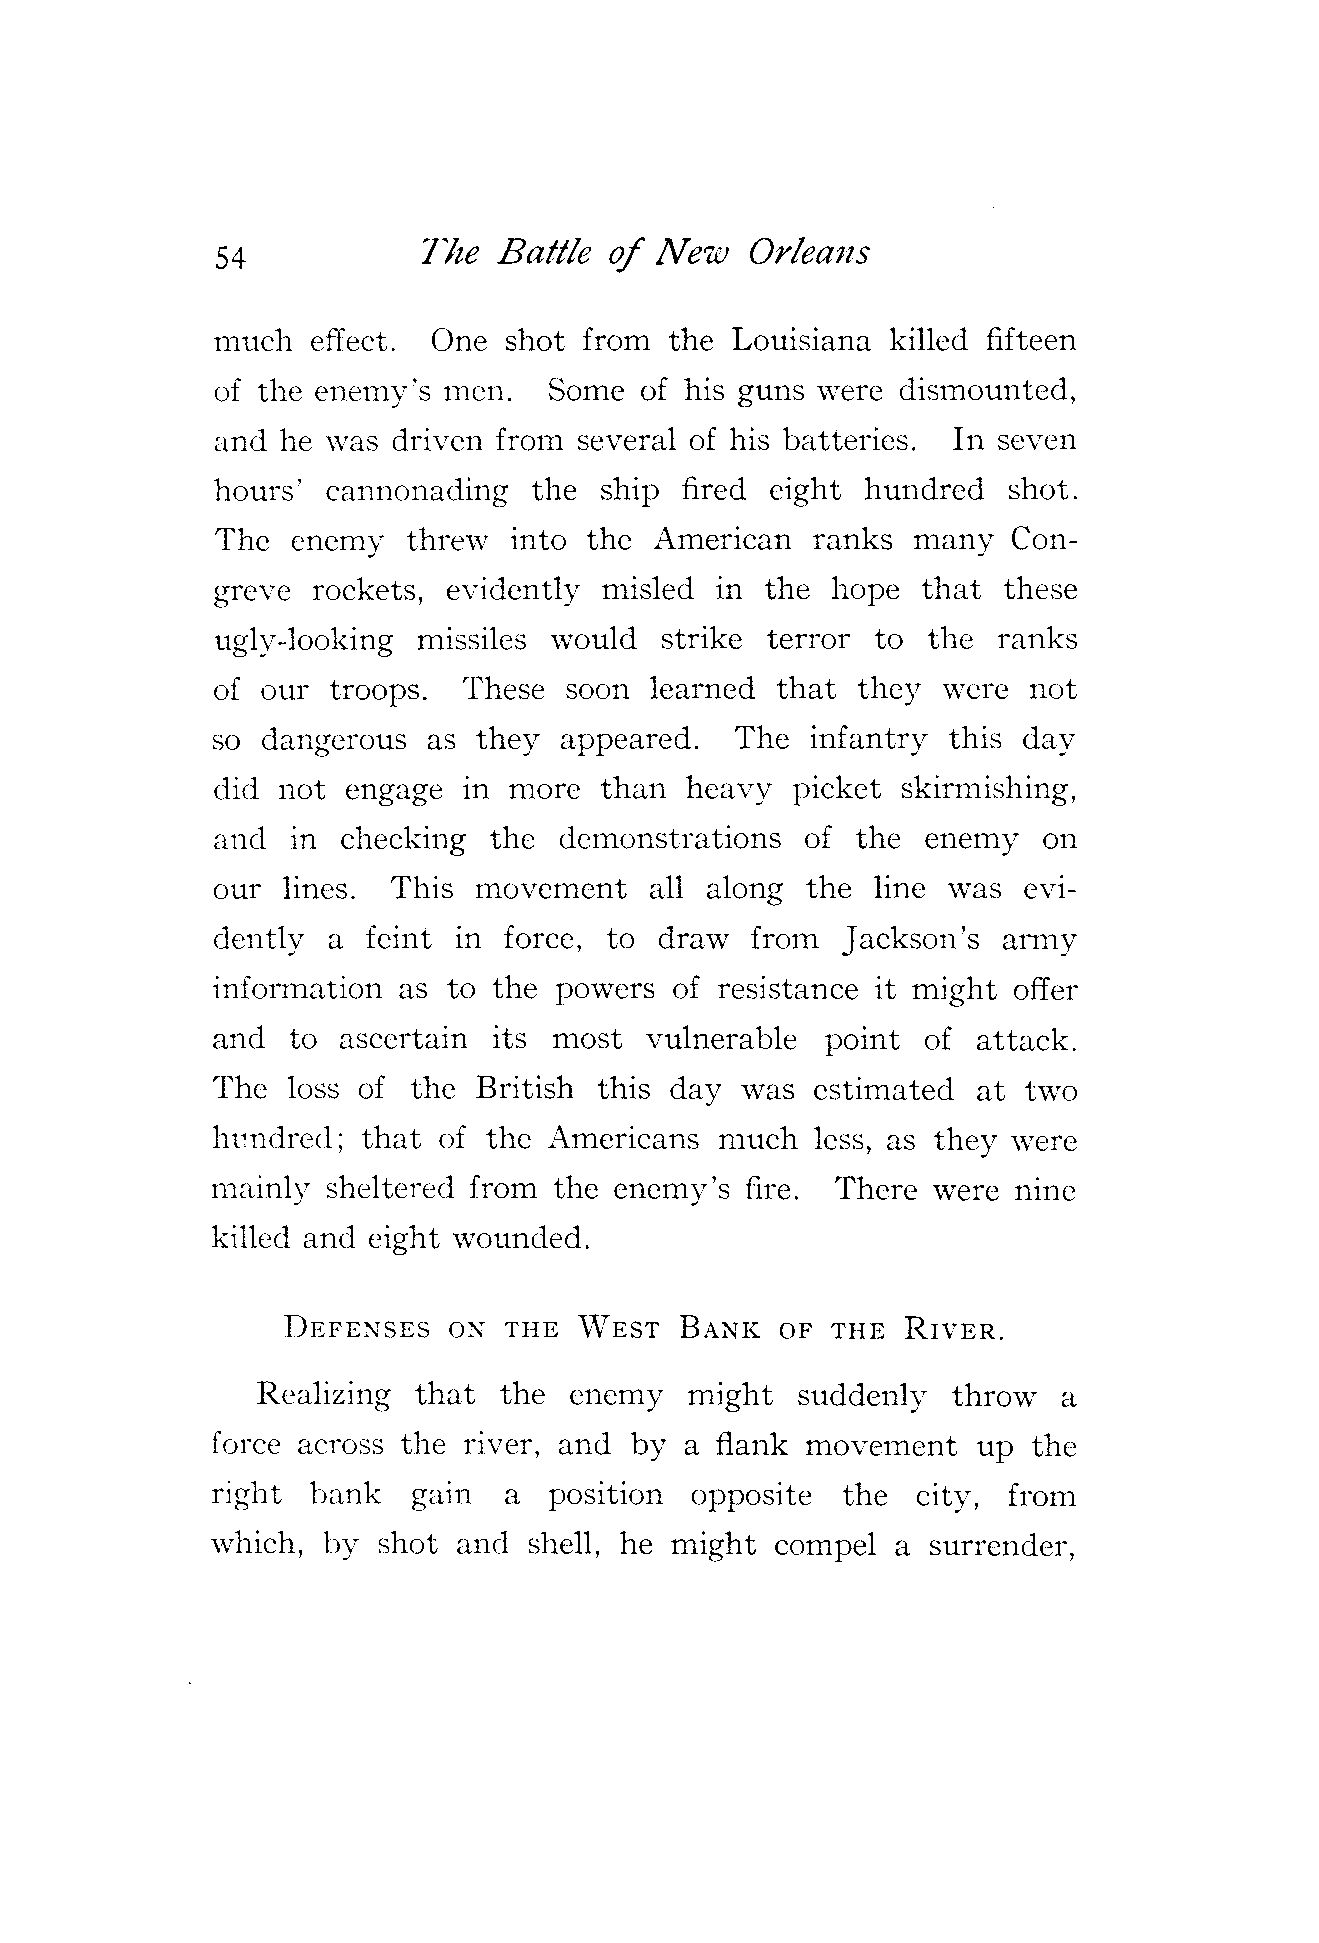 54 The Battle of New Orleans
much effect. One shot from the Louisiana killed fifteen
of the enemy's men. Some of his guns were dismounted,
and he was driven from several of his batteries. In seven
hours' cannonading the ship fired eight hundred shot.
The enemy threw into the American ranks many Con-
greve rockets, evidently misled in the hope that these
ugly-looking missiles would strike terror to the ranks
of our troops. These soon learned that they were not
so dangerous as they appeared. The infantry this day
did not engage in more than heavy picket skirmishing,
and in checking the demonstrations of the enemy on
our lines. This movement all along the line was evi-
dently a feint in force, to draw from Jackson's army
information as to the powers of resistance it might offer
and to ascertain its most vulnerable point of attack.
The loss of the British this day was estimated at two
hundred; that of the Americans much less, as they were
mainly sheltered from the enemy's fire. There were nine
killed and eight wounded.
Defenses on the West Bank of the River.
Realizing that the enemy might suddenly throw a
force across the river, and by a flank movement up the
right bank gain a position opposite the city, from
which, by shot and shell, he might compel a surrender,